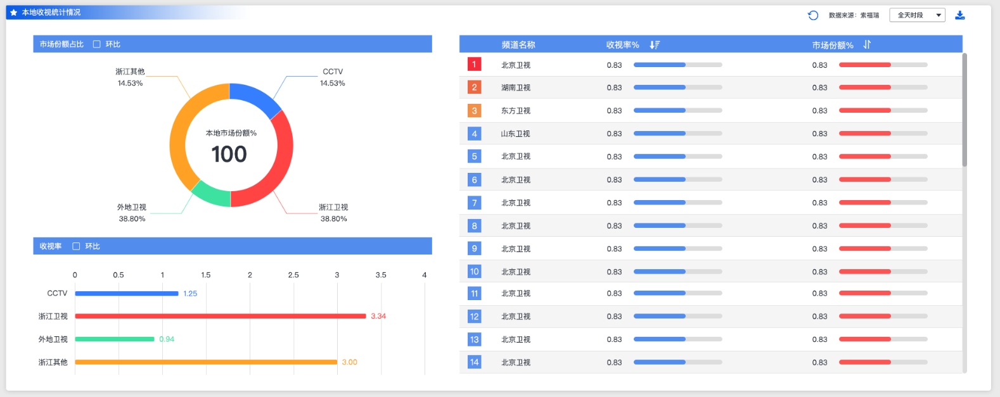 本地收视统计情况
数据来源：索福瑞
全天时段
市场份额占比 环比
浙江其他
14.53%
CCTV
14.53%
本地市场份额%
100
外地卫视
38.80%
浙江卫视
38.80%
收视率 环比
0 0.5 1 1.5 2 2.5 3 3.5 4
CCTV 1.25
浙江卫视 3.34
外地卫视 0.94
浙江其他 3.00
频道名称 收视率% 市场份额%
1 北京卫视 0.83 0.83
2 湖南卫视 0.83 0.83
3 东方卫视 0.83 0.83
4 山东卫视 0.83 0.83
5 北京卫视 0.83 0.83
6 北京卫视 0.83 0.83
7 北京卫视 0.83 0.83
8 北京卫视 0.83 0.83
9 北京卫视 0.83 0.83
10 北京卫视 0.83 0.83
11 北京卫视 0.83 0.83
12 北京卫视 0.83 0.83
13 北京卫视 0.83 0.83
14 北京卫视 0.83 0.83